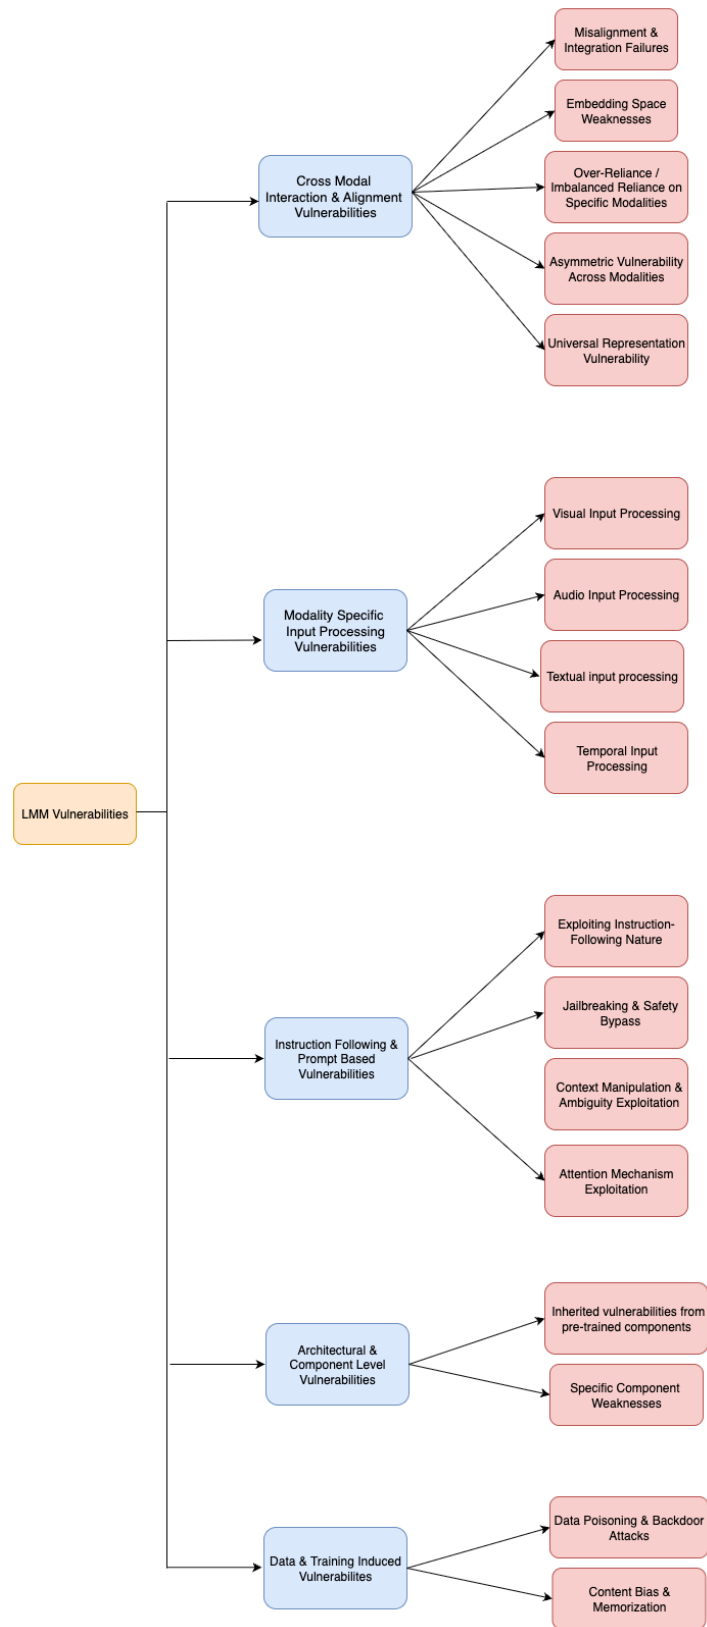 Misalignment &
Integration Failures
Embedding Space
Weaknesses
Cross Modal
Interaction & Alignment
Vulnerabilities
Over-Reliance /
Imbalanced Reliance on
Specific Modalities
Asymmetric Vulnerability
Across Modalities
Universal Representation
Vulnerability
Visual Input Processing
Audio Input Processing
Modality Specific
Input Processing
Vulnerabilities
Textual input processing
Temporal Input
Processing
LMM Vulnerabilities
Exploiting Instruction-
Following Nature
Jailbreaking & Safety
Bypass
Instruction Following &
Prompt Based
Vulnerabilities
Context Manipulation &
Ambiguity Exploitation
Attention Mechanism
Exploitation
Inherited vulnerabilities from
pre-trained components
Architectural &
Component Level
Vulnerabilities
Specific Component
Weaknesses
Data Poisoning & Backdoor
Attacks
Data & Training Induced
Vulnerabilites
Content Bias &
Memorization